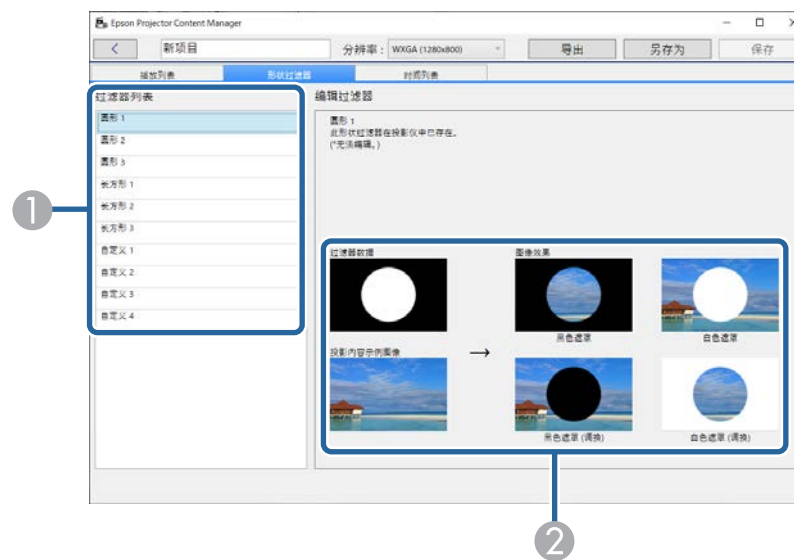 Epson Projector Content Manager
新项目
分辨率： WXGA (1280x800)
导出
另存为
保存
播放列表
形状过滤器
时间列表
过滤器列表
编辑过滤器
圆形 1
圆形 2
圆形 3
长方形 1
长方形 2
长方形 3
自定义 1
自定义 2
自定义 3
自定义 4
圆形 1
此形状过滤器在投影仪中已存在。
(*无法编辑。)
过滤器数据
图像效果
黑色遮罩
白色遮罩
投影内容示例图像
→
黑色遮罩 (调换)
白色遮罩 (调换)
1
2